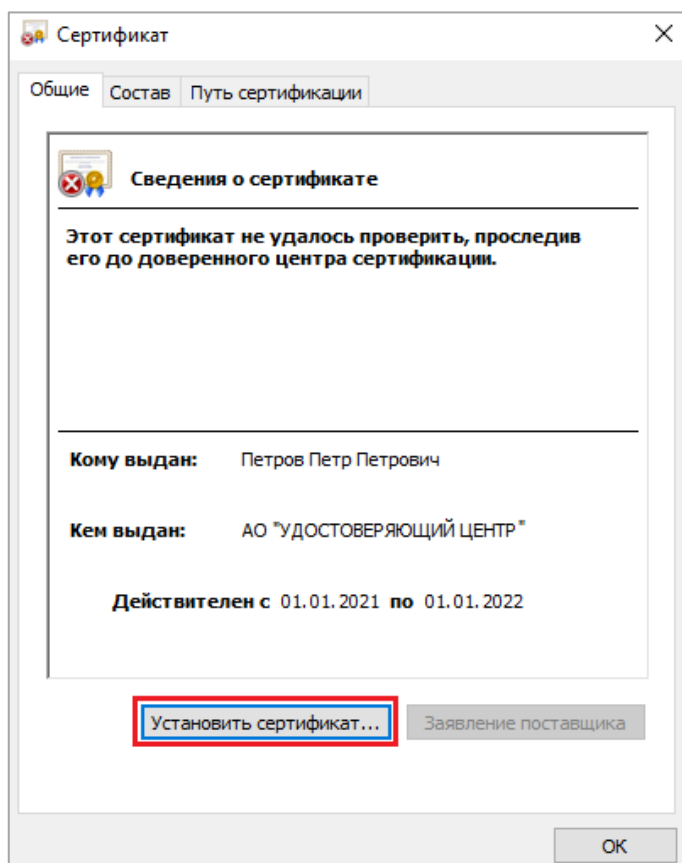 Сертификат
Общие Состав Путь сертификации
Сведения о сертификате
Этот сертификат не удалось проверить, проследив
его до доверенного центра сертификации.
Кому выдан: Петров Петр Петрович
Кем выдан: АО "УДОСТОВЕРЯЮЩИЙ ЦЕНТР"
Действителен с 01.01.2021 по 01.01.2022
Установить сертификат... Заявление поставщика
ОК